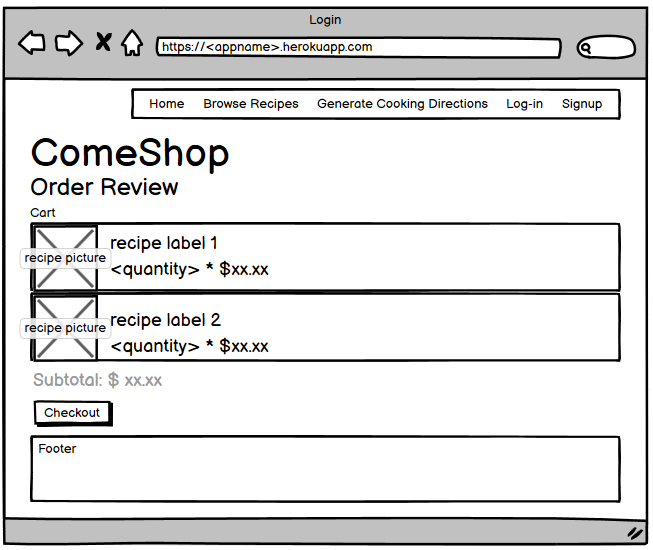 Login
https://<appname>.herokuapp.com
Home Browse Recipes Generate Cooking Directions Log-in Signup
ComeShop
Order Review
Cart
recipe picture
recipe label 1
<quantity> * $xx.xx
recipe picture
recipe label 2
<quantity> * $xx.xx
Subtotal: $ xx.xx
Checkout
Footer